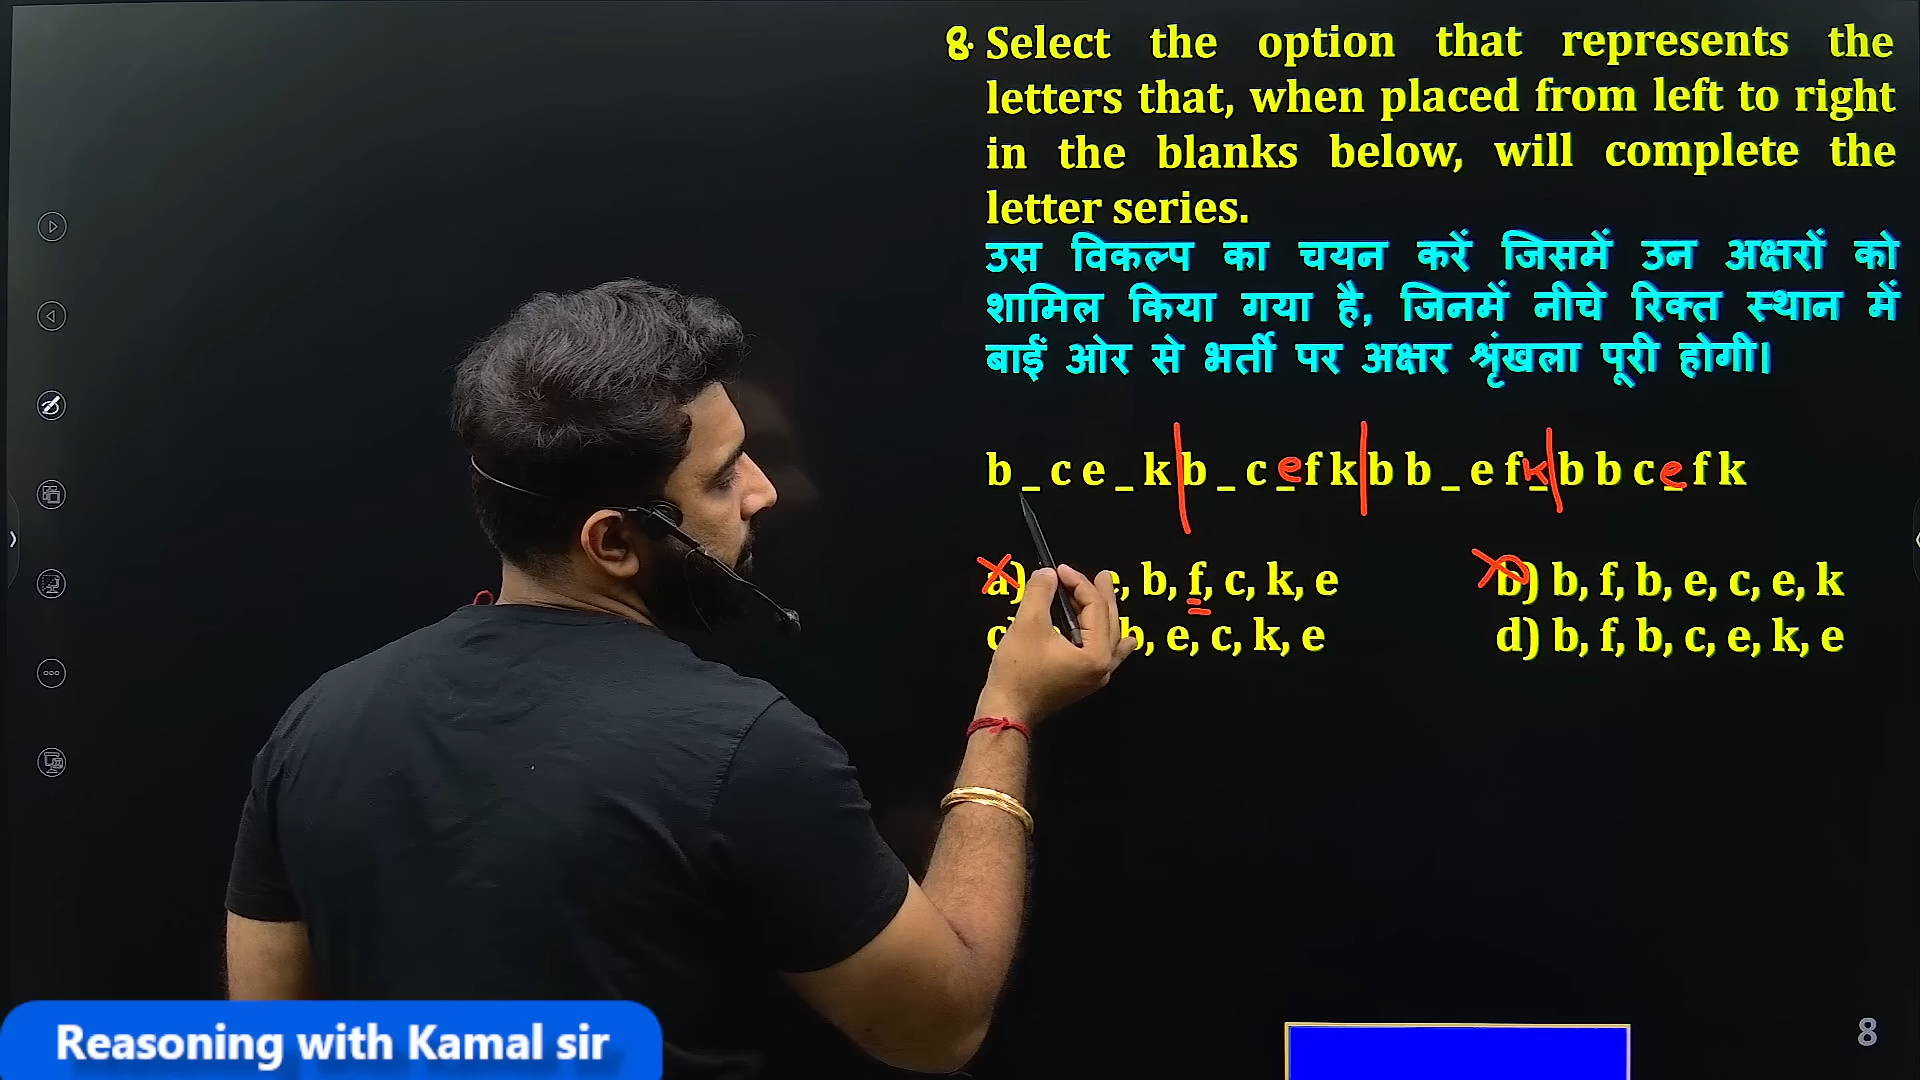 8. Select the option that represents the
letters that, when placed from left to right
in the blanks below, will complete the
letter series.
उस विकल्प का चयन करें जिसमें उन अक्षरों को
शामिल किया गया है, जिनमें नीचे रिक्त स्थान में
बाईं ओर से भर्ती पर अक्षर श्रृंखला पूरी होगी।
b _ c e _ k b _ c e f k b b _ e f k b b c e f k
a) e, b, f, c, k, e b) b, f, b, e, c, e, k
c) b, e, c, k, e d) b, f, b, c, e, k, e
Reasoning with Kamal sir
8